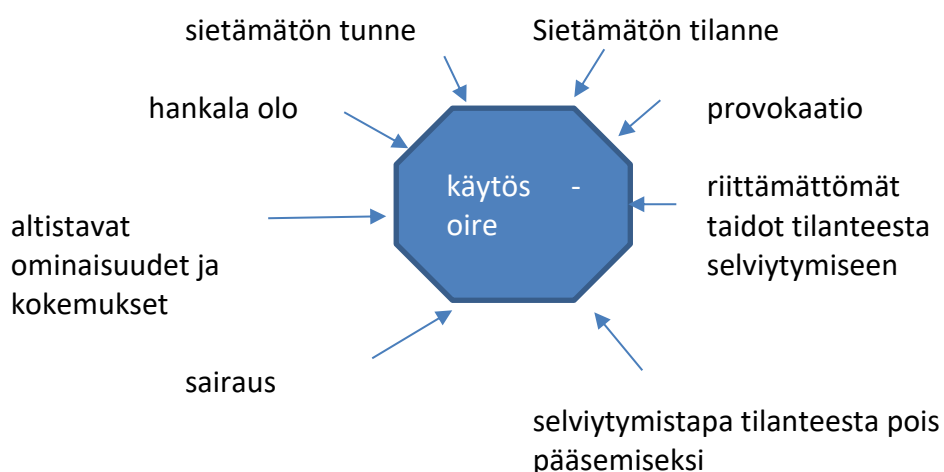 sietämätön tunne
Sietämätön tilanne
hankala olo
provokaatio
käytös -
oire
riittämättömät
taidot tilanteesta
selviytymiseen
altistavat
ominaisuudet ja
kokemukset
sairaus
selviytymistapa tilanteesta pois
pääsemiseksi